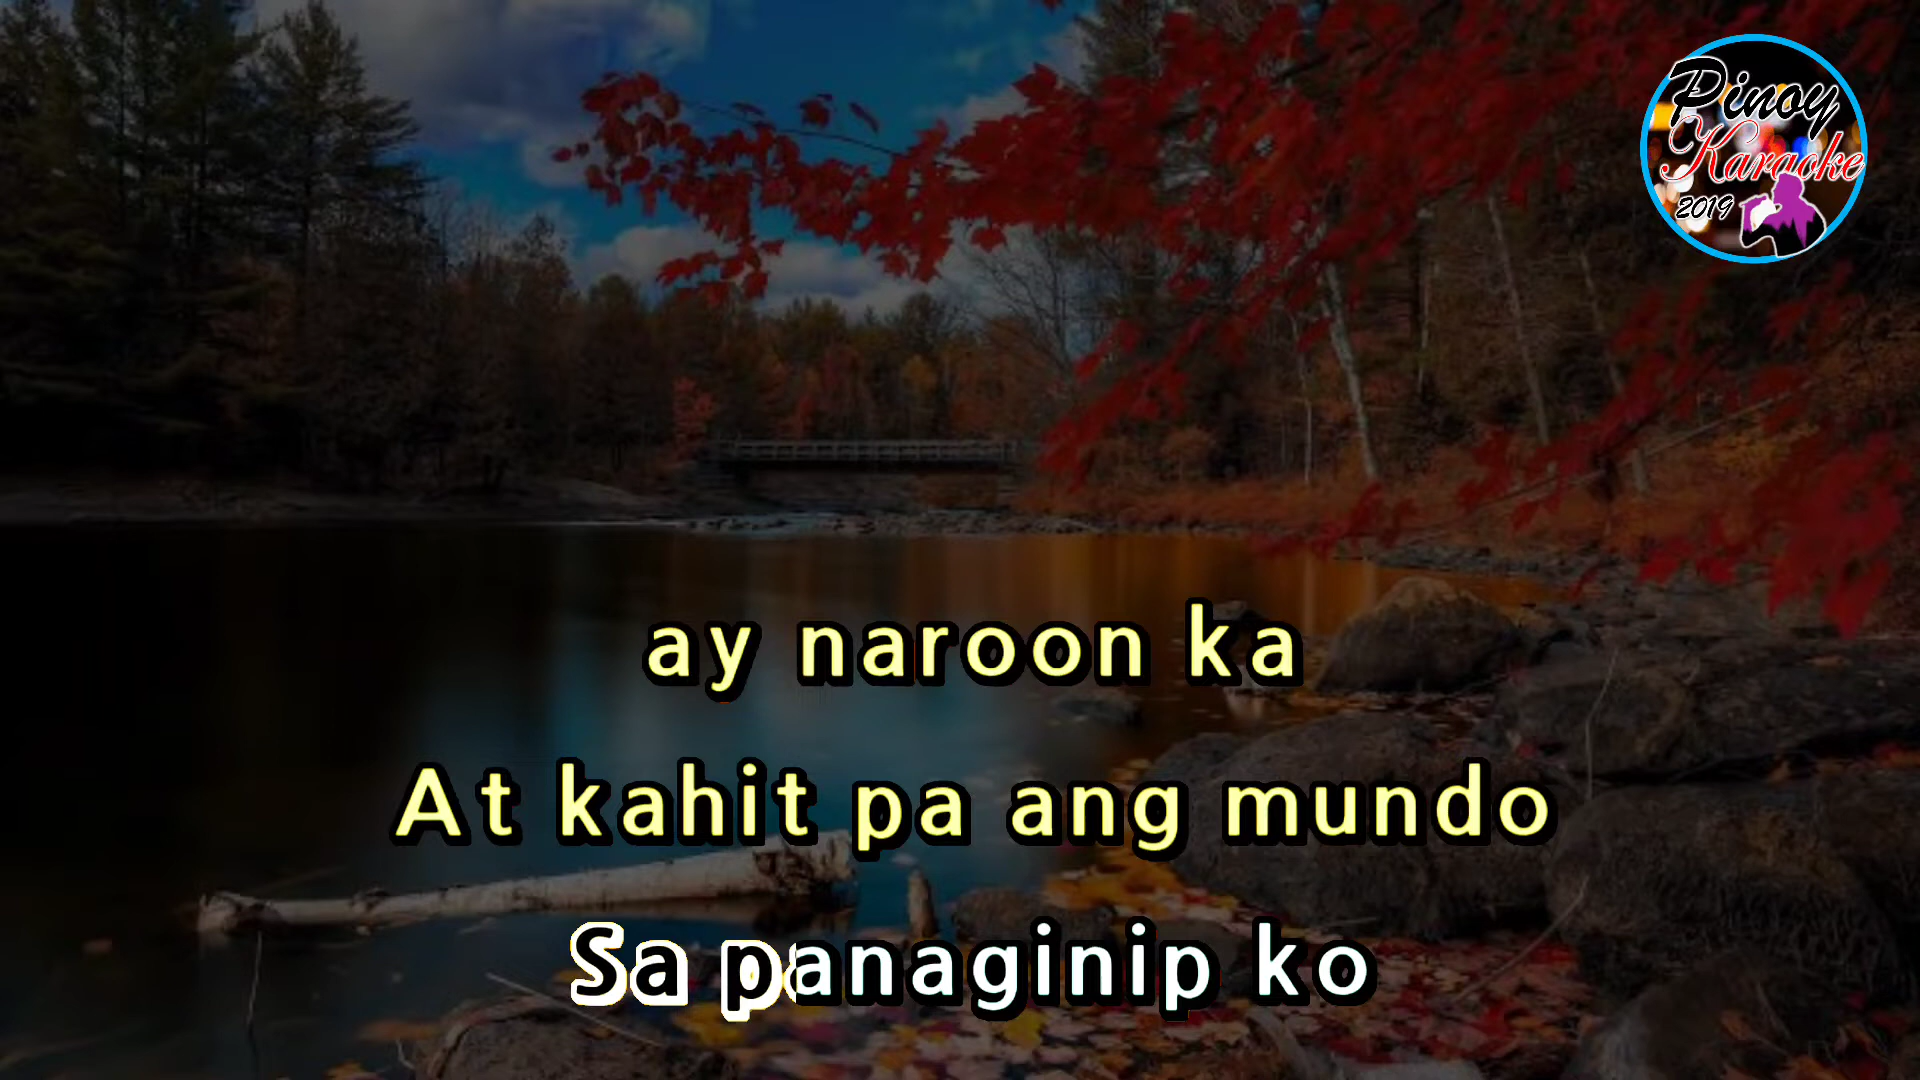 Pinoy
Karaoke
2019
ay naroon ka
At kahit pa ang mundo
Sa panaginip ko